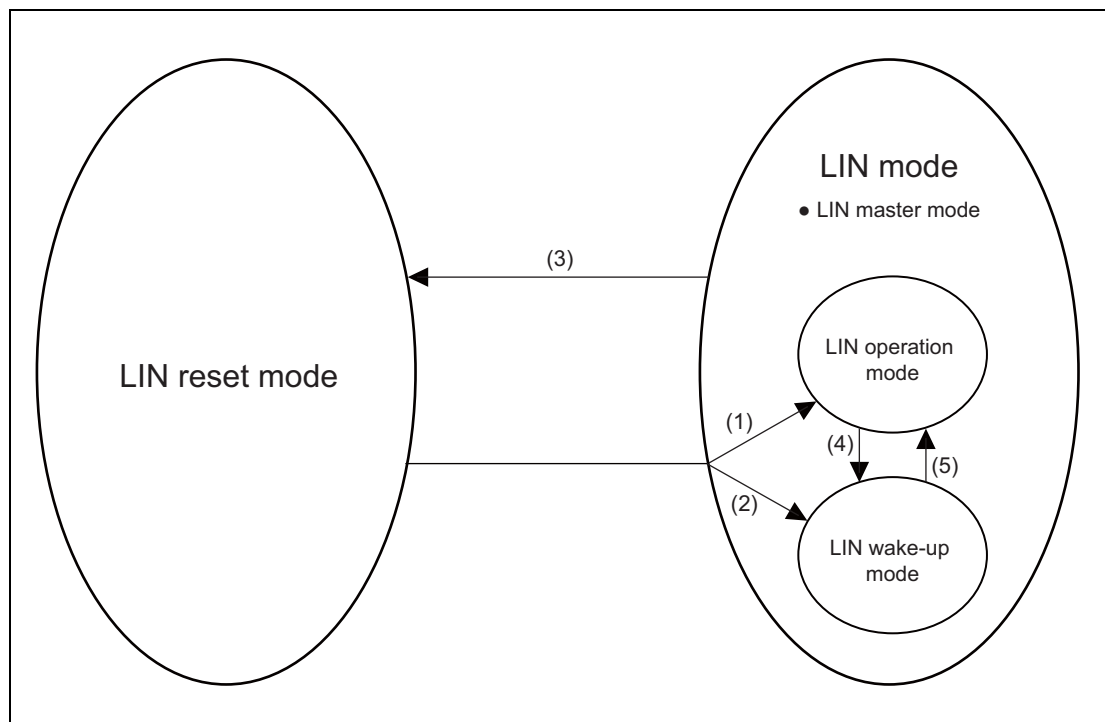 LIN mode
● LIN master mode
(3)
LIN operation
mode
LIN reset mode
(1)
(4)
(5)
(2)
LIN wake-up
mode